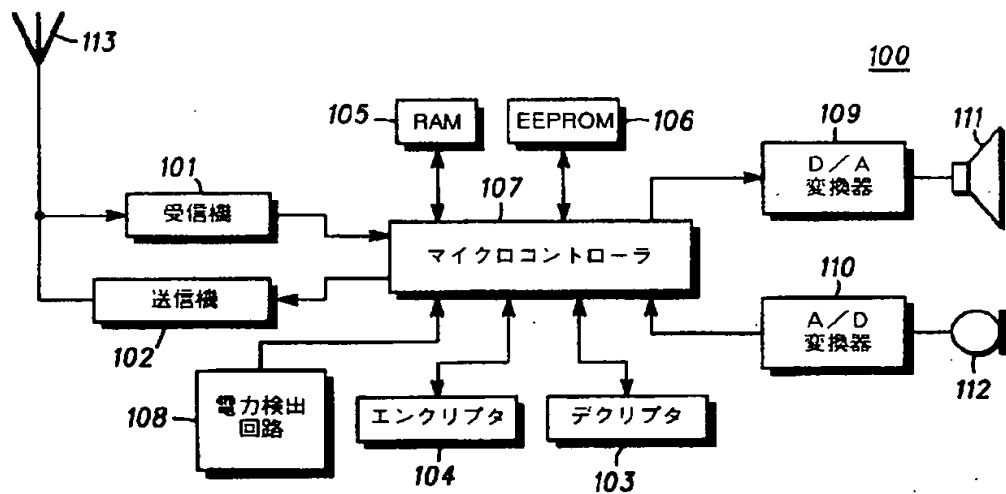 113
100
105
RAM
EEPROM
106
109
D／A
変換器
111
101
受信機
107
マイクロコントローラ
送信機
102
110
A／D
変換器
112
108
電力検出
回路
エンクリプタ
104
デクリプタ
103